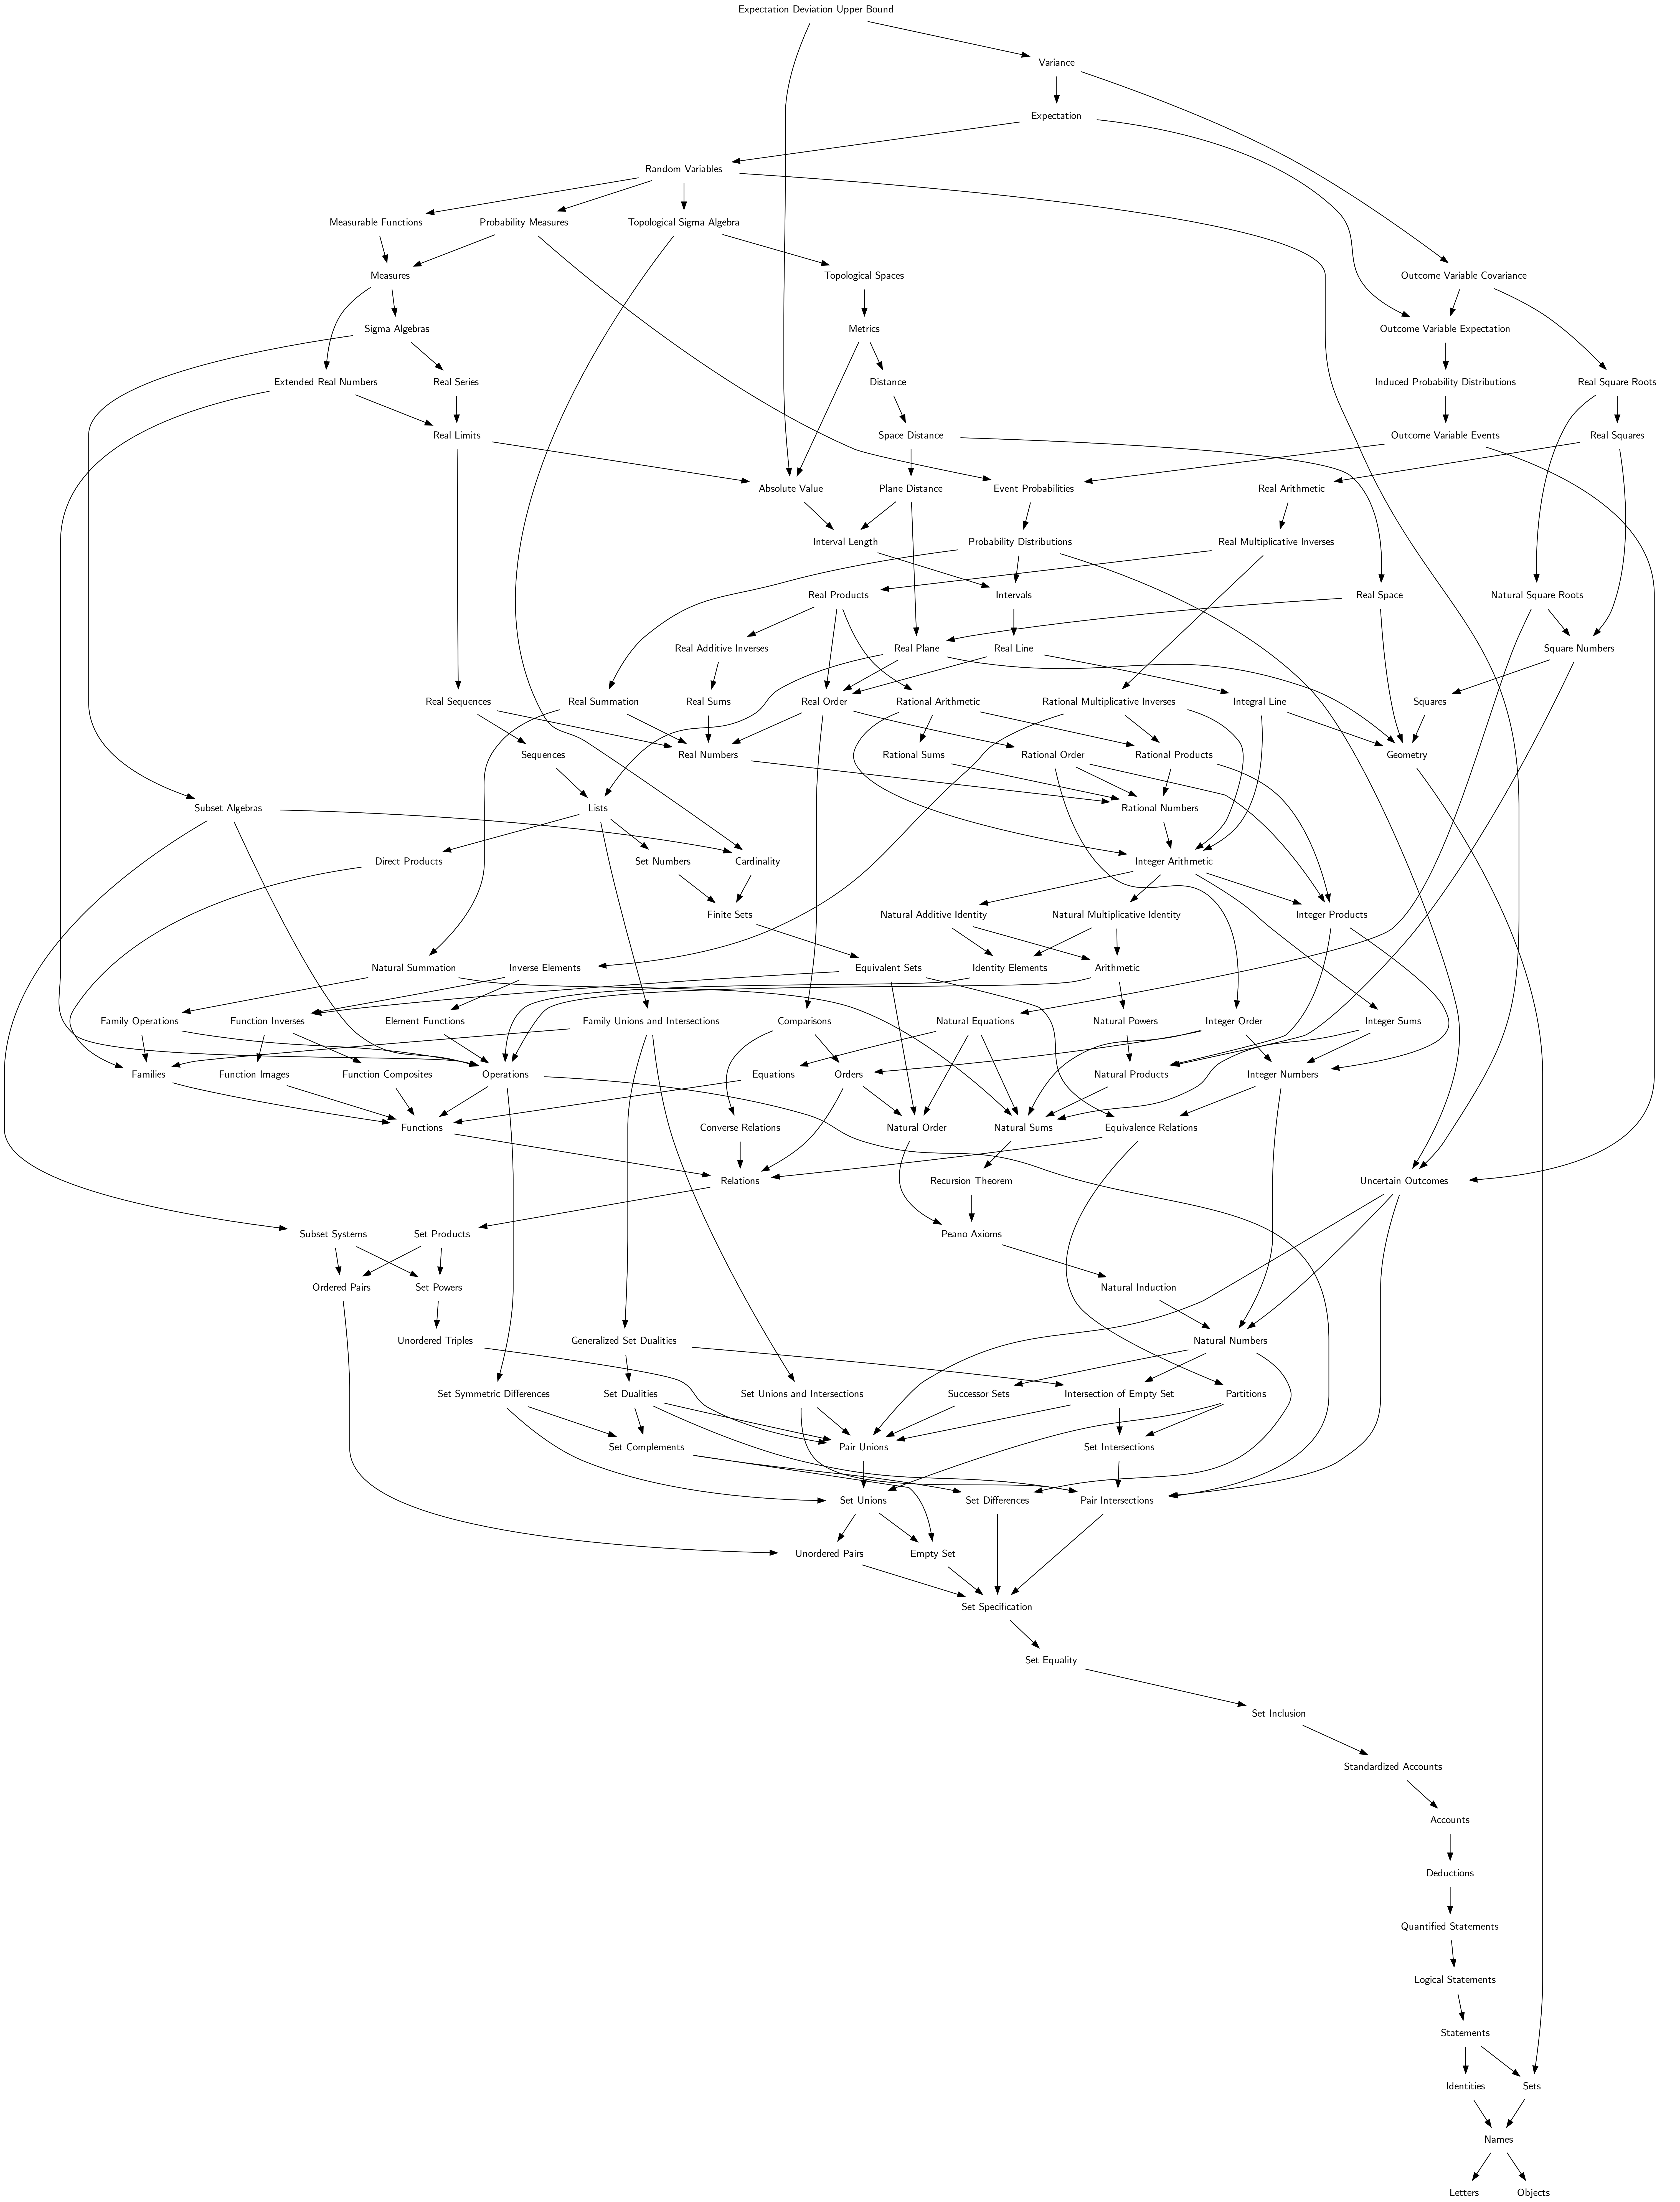 Expectation Deviation Upper Bound
Variance
Expectation
Random Variables
Measurable Functions
Probability Measures
Topological Sigma Algebra
Measures
Topological Spaces
Outcome Variable Covariance
Sigma Algebras
Metrics
Outcome Variable Expectation
Extended Real Numbers
Real Series
Distance
Induced Probability Distributions
Real Square Roots
Real Limits
Space Distance
Outcome Variable Events
Real Squares
Absolute Value
Plane Distance
Event Probabilities
Real Arithmetic
Interval Length
Probability Distributions
Real Multiplicative Inverses
Real Products
Intervals
Real Space
Natural Square Roots
Real Additive Inverses
Real Plane
Real Line
Square Numbers
Real Sequences
Real Summation
Real Sums
Real Order
Rational Arithmetic
Rational Multiplicative Inverses
Integral Line
Squares
Sequences
Real Numbers
Rational Sums
Rational Order
Rational Products
Geometry
Subset Algebras
Lists
Rational Numbers
Direct Products
Set Numbers
Cardinality
Integer Arithmetic
Finite Sets
Natural Additive Identity
Natural Multiplicative Identity
Integer Products
Natural Summation
Inverse Elements
Equivalent Sets
Identity Elements
Arithmetic
Family Operations
Function Inverses
Element Functions
Family Unions and Intersections
Comparisons
Natural Equations
Natural Powers
Integer Order
Integer Sums
Families
Function Images
Function Composites
Operations
Equations
Orders
Natural Products
Integer Numbers
Functions
Converse Relations
Natural Order
Natural Sums
Equivalence Relations
Relations
Recursion Theorem
Uncertain Outcomes
Subset Systems
Set Products
Peano Axioms
Ordered Pairs
Set Powers
Natural Induction
Unordered Triples
Generalized Set Dualities
Natural Numbers
Set Symmetric Differences
Set Dualities
Set Unions and Intersections
Successor Sets
Intersection of Empty Set
Partitions
Set Complements
Pair Unions
Set Intersections
Set Unions
Set Differences
Pair Intersections
Unordered Pairs
Empty Set
Set Specification
Set Equality
Set Inclusion
Standardized Accounts
Accounts
Deductions
Quantified Statements
Logical Statements
Statements
Identities
Sets
Names
Letters
Objects